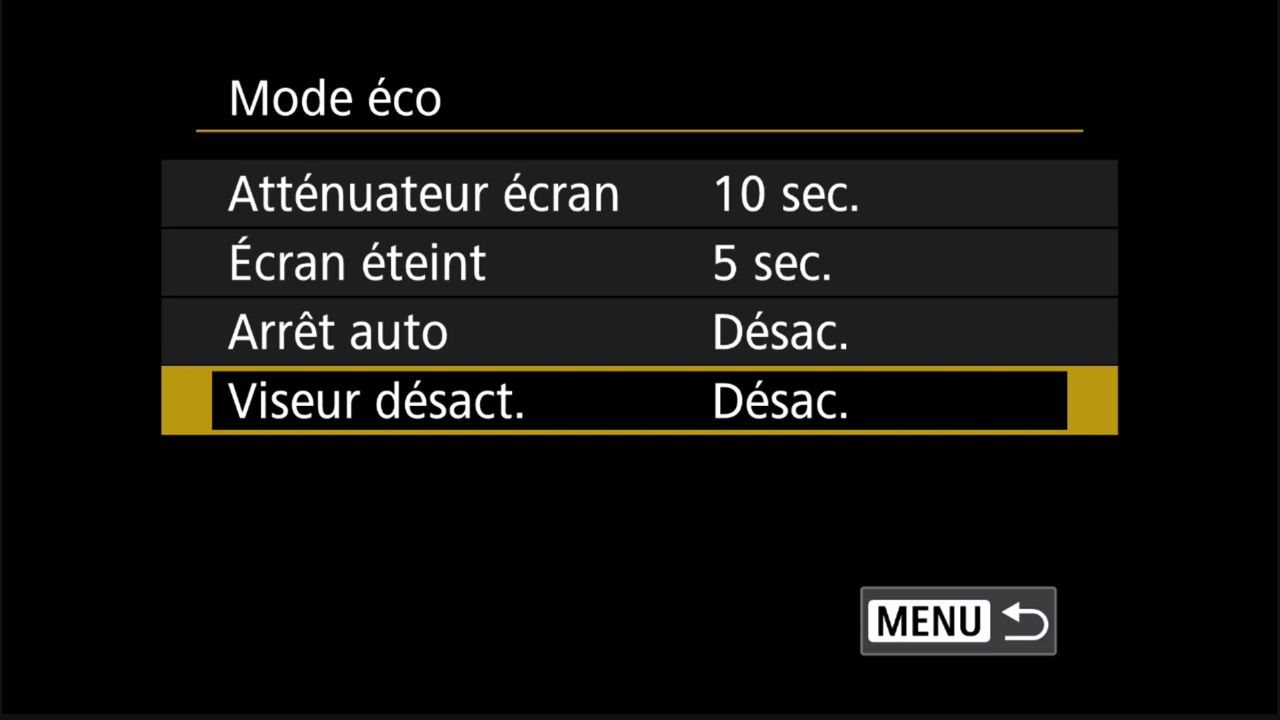 Mode éco
Atténuateur écran 10 sec.
Écran éteint 5 sec.
Arrêt auto Désac.
Viseur désact. Désac.
MENU